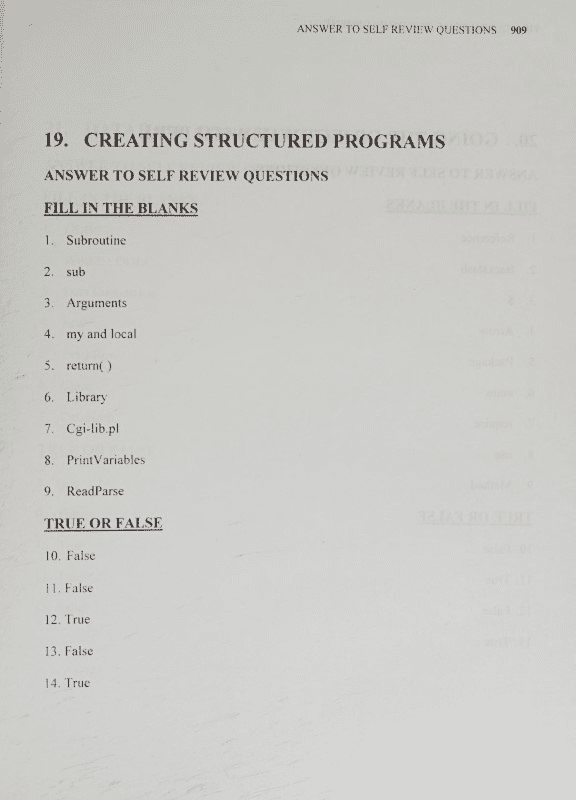 ANSWER TO SELF REVIEW QUESTIONS 909
19. CREATING STRUCTURED PROGRAMS
ANSWER TO SELF REVIEW QUESTIONS
FILL IN THE BLANKS
1. Subroutine
2. sub
3. Arguments
4. my and local
5. return( )
6. Library
7. Cgi-lib.pl
8. PrintVariables
9. ReadParse
TRUE OR FALSE
10. False
11. False
12. True
13. False
14. True